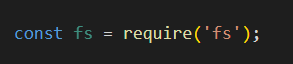 const fs = require('fs');